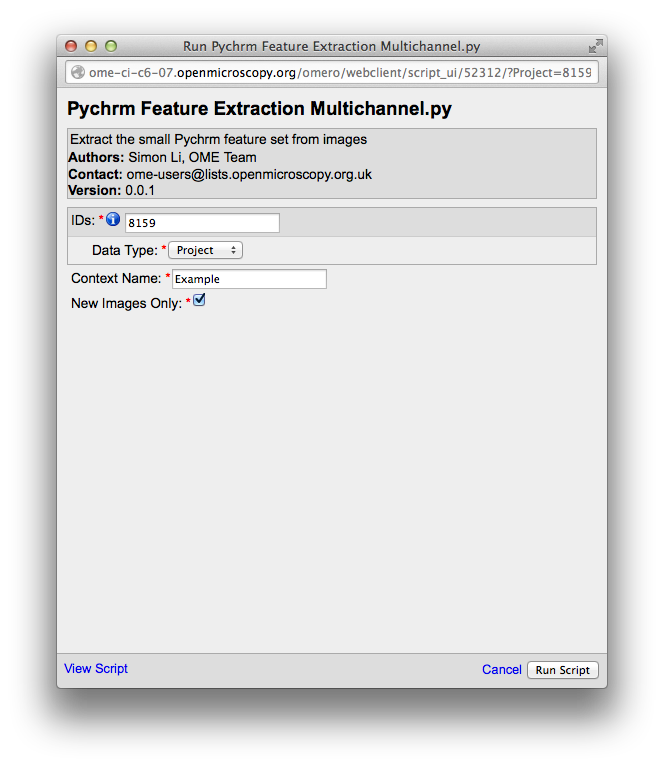 Run Pychrm Feature Extraction Multichannel.py
ome-ci-c6-07.openmicroscopy.org/omero/webclient/script_ui/52312/?Project=8159
Pychrm Feature Extraction Multichannel.py
Extract the small Pychrm feature set from images
Authors: Simon Li, OME Team
Contact: ome-users@lists.openmicroscopy.org.uk
Version: 0.0.1
IDs: * i 8159
Data Type: * Project
Context Name: * Example
New Images Only: *
View Script Cancel Run Script